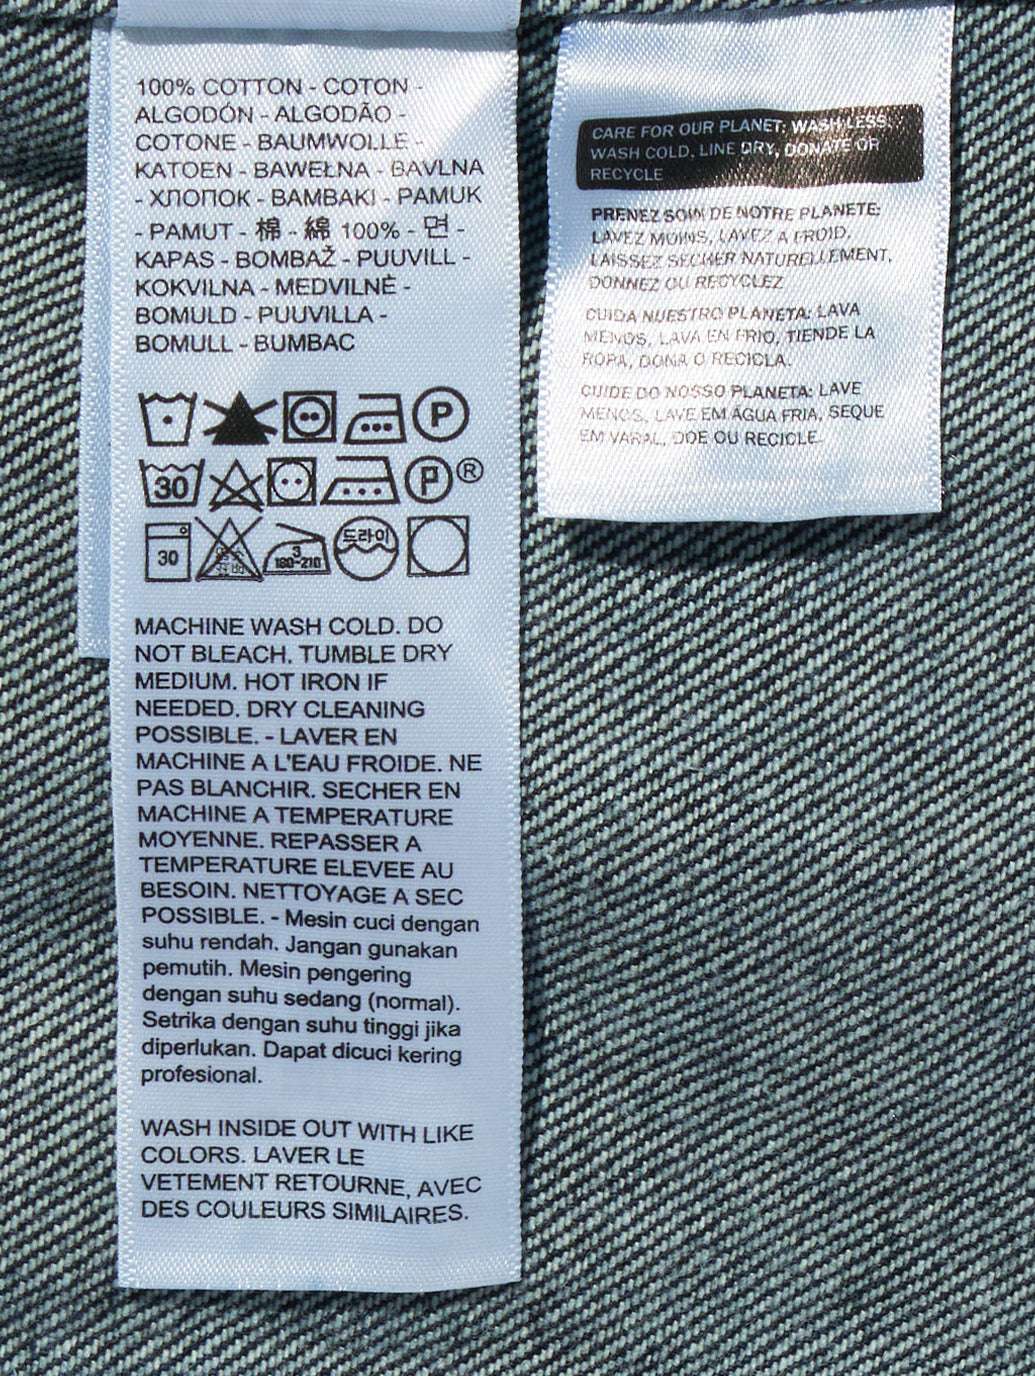 100% COTTON - COTON -
ALGODÓN - ALGODÃO -
COTONE - BAUMWOLLE -
KATOEN - BAWEŁNA - BAVLNA
- ХЛОПОК - BAMBAKI - PAMUK
- PAMUT - 棉 - 綿 100% - 면 -
KAPAS - BOMBAŽ - PUUVILL -
KOKVILNA - MEDVILNĖ -
BOMULD - PUUVILLA -
BOMULL - BUMBAC
P
30
P ®
30
3
180-210
드라이
MACHINE WASH COLD. DO
NOT BLEACH. TUMBLE DRY
MEDIUM. HOT IRON IF
NEEDED. DRY CLEANING
POSSIBLE. - LAVER EN
MACHINE A L'EAU FROIDE. NE
PAS BLANCHIR. SECHER EN
MACHINE A TEMPERATURE
MOYENNE. REPASSER A
TEMPERATURE ELEVEE AU
BESOIN. NETTOYAGE A SEC
POSSIBLE. - Mesin cuci dengan
suhu rendah. Jangan gunakan
pemutih. Mesin pengering
dengan suhu sedang (normal).
Setrika dengan suhu tinggi jika
diperlukan. Dapat dicuci kering
profesional.
WASH INSIDE OUT WITH LIKE
COLORS. LAVER LE
VETEMENT RETOURNE, AVEC
DES COULEURS SIMILAIRES.
CARE FOR OUR PLANET: WASH LESS,
WASH COLD, LINE DRY, DONATE OR
RECYCLE
PRENEZ SOIN DE NOTRE PLANETE:
LAVEZ MOINS, LAVEZ A FROID,
LAISSEZ SECHER NATURELLEMENT,
DONNEZ OU RECYCLEZ
CUIDA NUESTRO PLANETA: LAVA
MENOS, LAVA EN FRIO, TIENDE LA
ROPA, DONA O RECICLA.
CUIDE DO NOSSO PLANETA: LAVE
MENOS, LAVE EM ÁGUA FRIA, SEQUE
EM VARAL, DOE OU RECICLE.